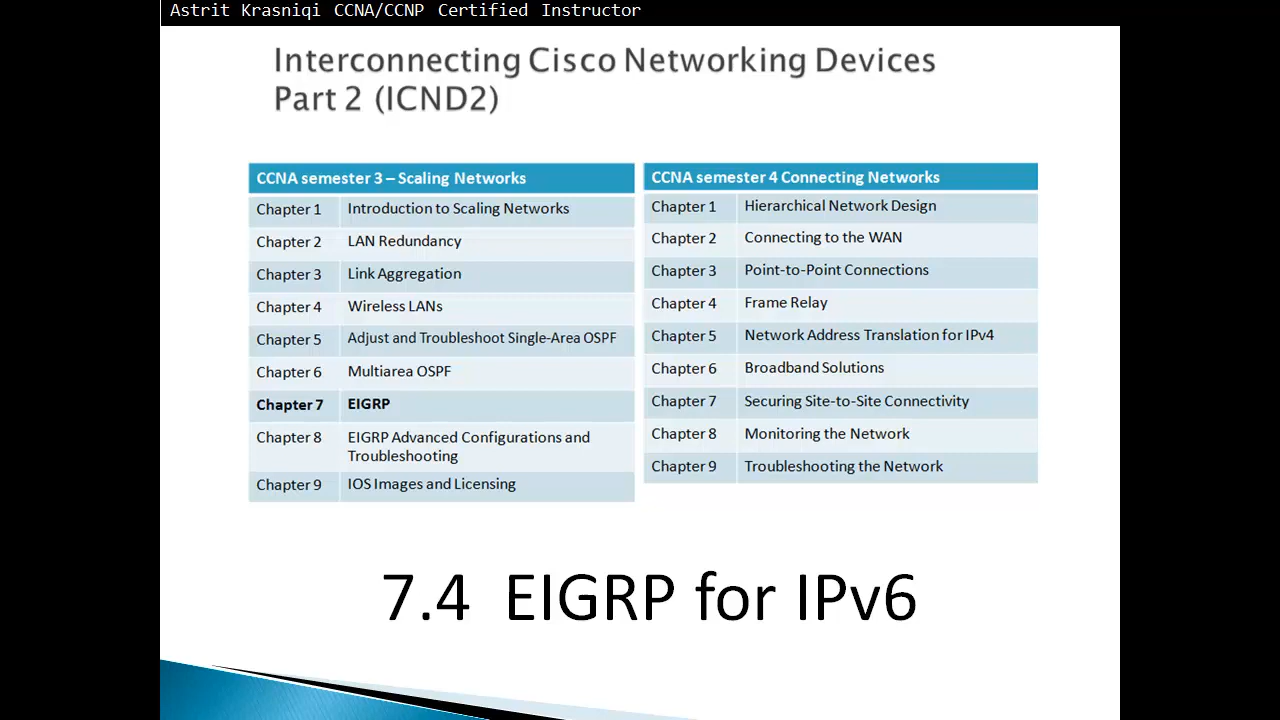 Astrit Krasniqi CCNA/CCNP Certified Instructor
Interconnecting Cisco Networking Devices
Part 2 (ICND2)
CCNA semester 3 – Scaling Networks
Chapter 1 Introduction to Scaling Networks
Chapter 2 LAN Redundancy
Chapter 3 Link Aggregation
Chapter 4 Wireless LANs
Chapter 5 Adjust and Troubleshoot Single-Area OSPF
Chapter 6 Multiarea OSPF
Chapter 7 EIGRP
Chapter 8 EIGRP Advanced Configurations and
Troubleshooting
Chapter 9 IOS Images and Licensing
CCNA semester 4 Connecting Networks
Chapter 1 Hierarchical Network Design
Chapter 2 Connecting to the WAN
Chapter 3 Point-to-Point Connections
Chapter 4 Frame Relay
Chapter 5 Network Address Translation for IPv4
Chapter 6 Broadband Solutions
Chapter 7 Securing Site-to-Site Connectivity
Chapter 8 Monitoring the Network
Chapter 9 Troubleshooting the Network
7.4 EIGRP for IPv6